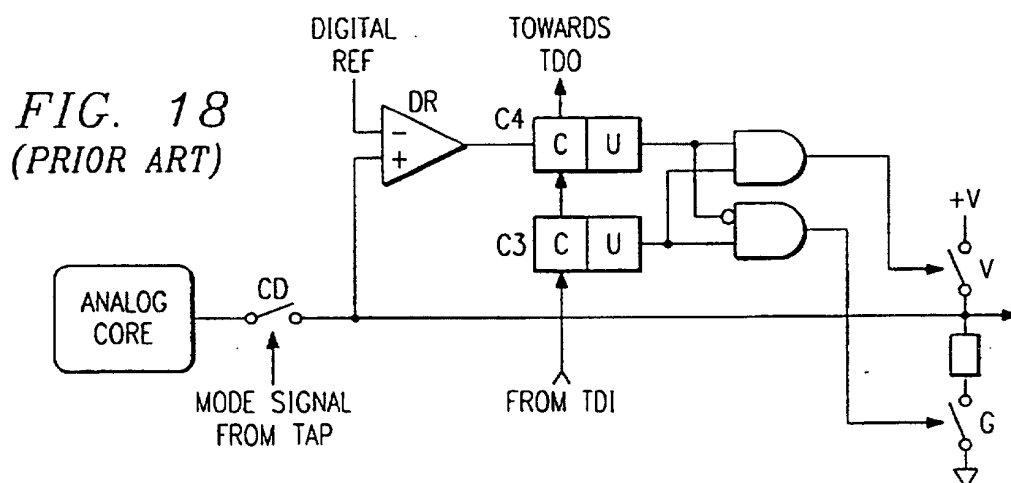 FIG. 18
(PRIOR ART)
DIGITAL
REF
TOWARDS
TDO
DR
-
+
C4
C U
C3
C U
+V
V
ANALOG
CORE
CD
MODE SIGNAL
FROM TAP
FROM TDI
G